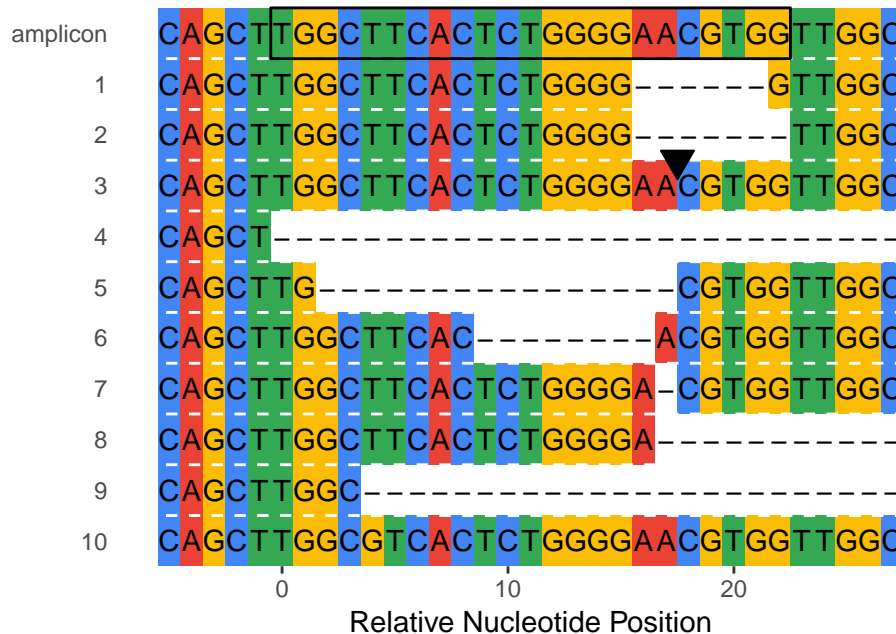 amplicon CAGCTTGGCTTCACTCTGGGGAACGTGGTTGGC
1 CAGCTTGGCTTCACTCTGGGG------GTTGGC
2 CAGCTTGGCTTCACTCTGGGG-------TTGGC
3 CAGCTTGGCTTCACTCTGGGGAACGTGGTTGGC
4 CAGCT----------------------------
5 CAGCTTG----------------CGTGGTTGGC
6 CAGCTTGGCTTCAC--------ACGTGGTTGGC
7 CAGCTTGGCTTCACTCTGGGGA-CGTGGTTGGC
8 CAGCTTGGCTTCACTCTGGGGA-----------
9 CAGCTTGGC------------------------
10 CAGCTTGGCGTCACTCTGGGGAACGTGGTTGGC
0 10 20
Relative Nucleotide Position